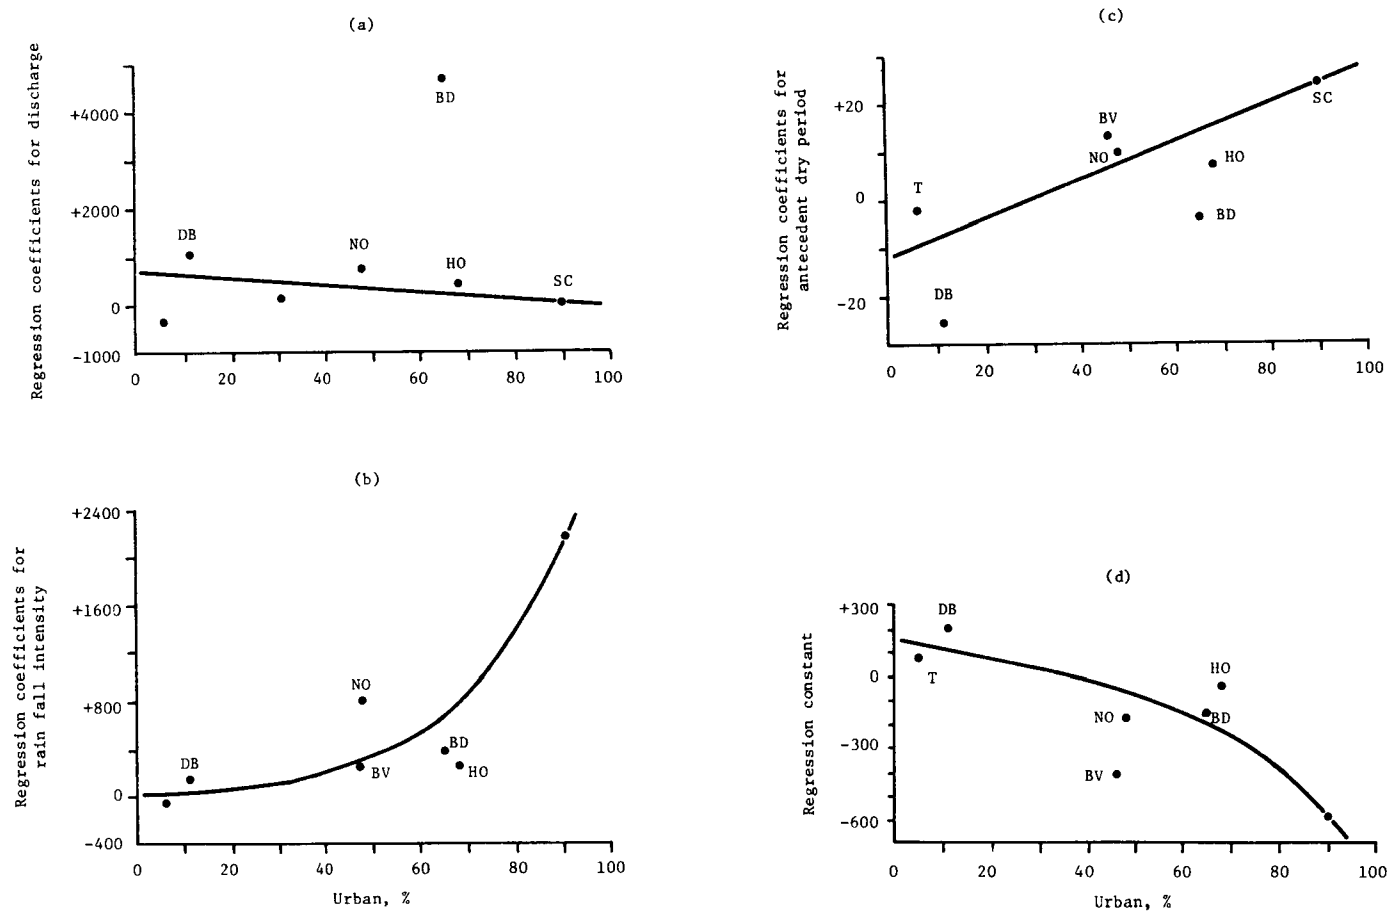 (a)
Regression coefficients for discharge
+4000
+2000
0
-1000
BD
DB
NO
HO
SC
0 20 40 60 80 100
(c)
Regression coefficients for
antecedent dry period
+20
0
-20
T
DB
BV
NO
HO
BD
SC
0 20 40 60 80 100
(b)
Regression coefficients for
rain fall intensity
+2400
+1600
+800
0
-400
DB
NO
BV
BD
HO
0 20 40 60 80 100
Urban, %
(d)
Regression constant
+300
0
-300
-600
DB
T
HO
NO
BD
BV
0 20 40 60 80 100
Urban, %